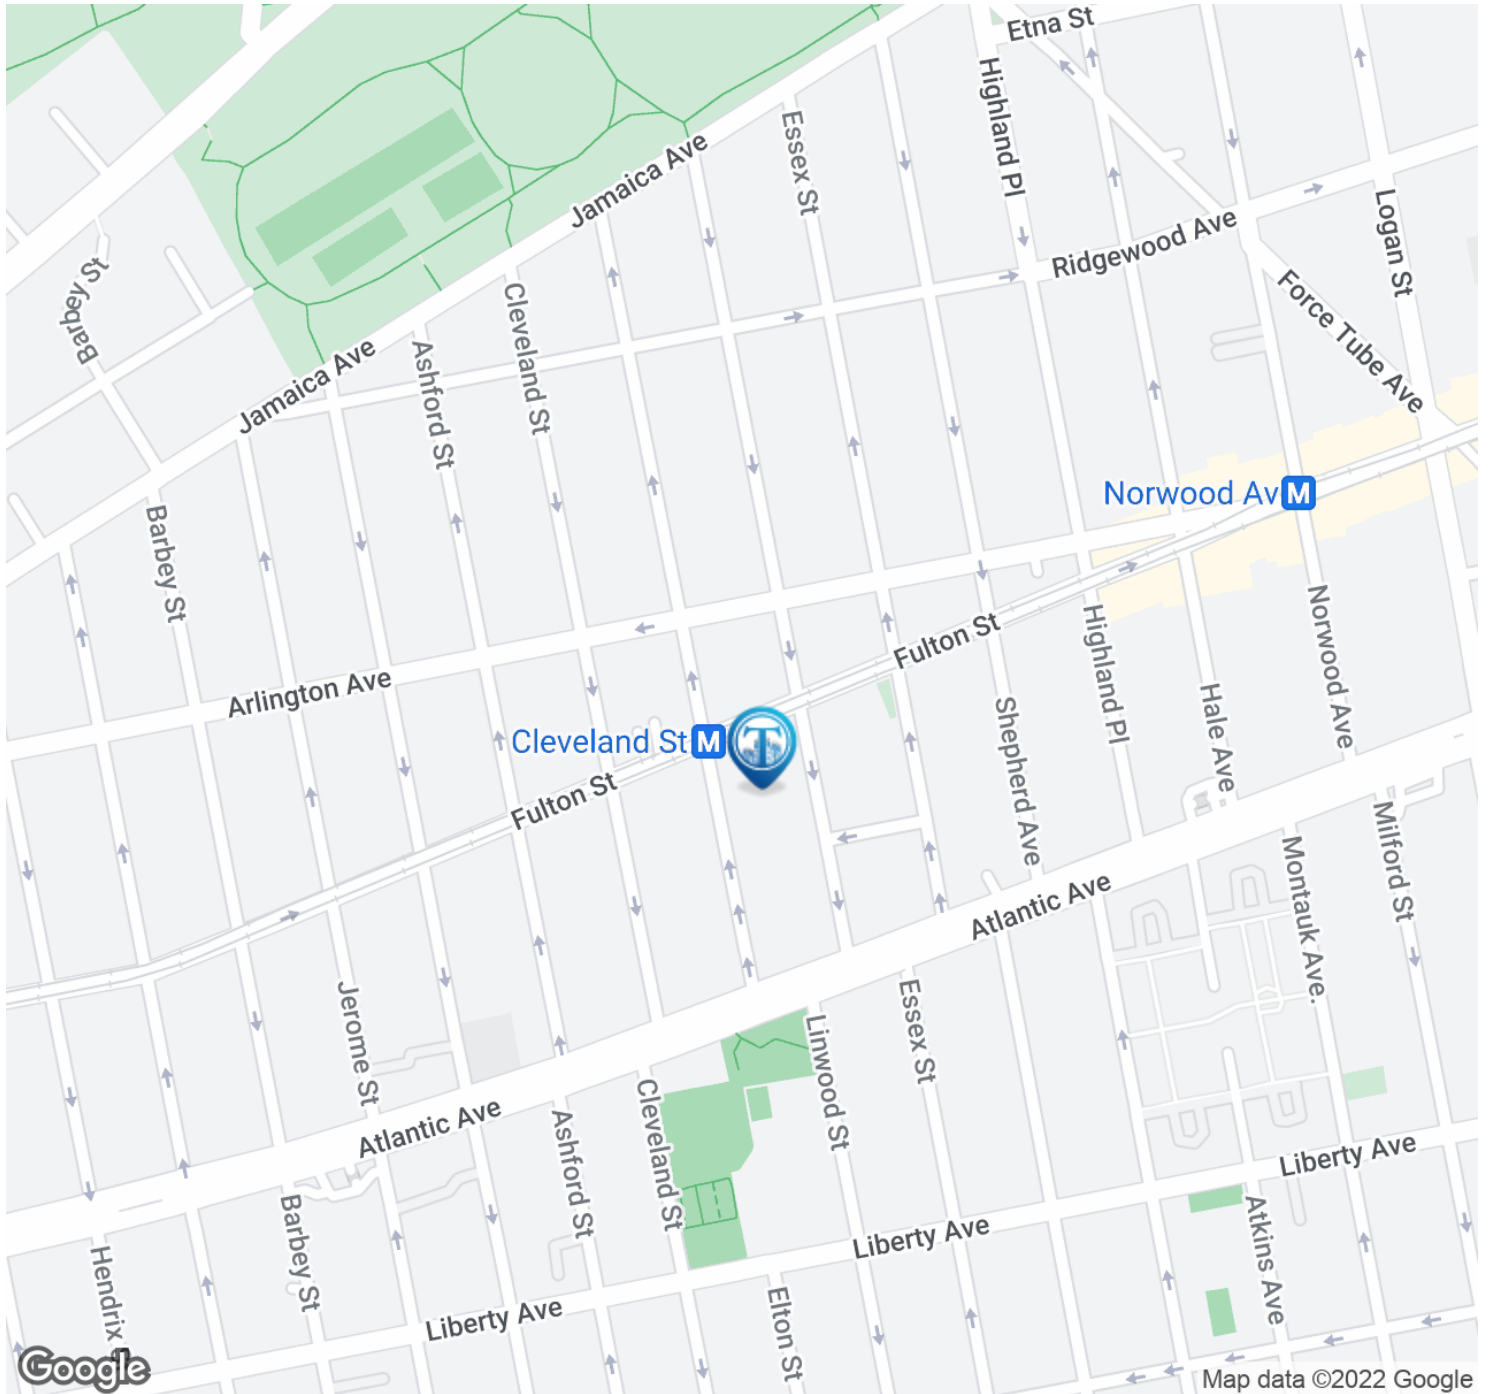 Etna St
Highland Pl
Essex St
Jamaica Ave
Logan St
Ridgewood Ave
Barbey St
Force Tube Ave
Cleveland St
Jamaica Ave
Ashford St
Norwood Av M
Barbey St
Fulton St
Highland Pl
Norwood Ave
Arlington Ave
Hale Ave
Shepherd Ave
Cleveland St M
T
Fulton St
Milford St
Montauk Ave.
Atlantic Ave
Jerome St
Essex St
Linwood St
Cleveland St
Atlantic Ave
Ashford St
Liberty Ave
Barbey St
Atkins Ave
Liberty Ave
Hendrix
Elton St
Liberty Ave
Google
Map data ©2022 Google